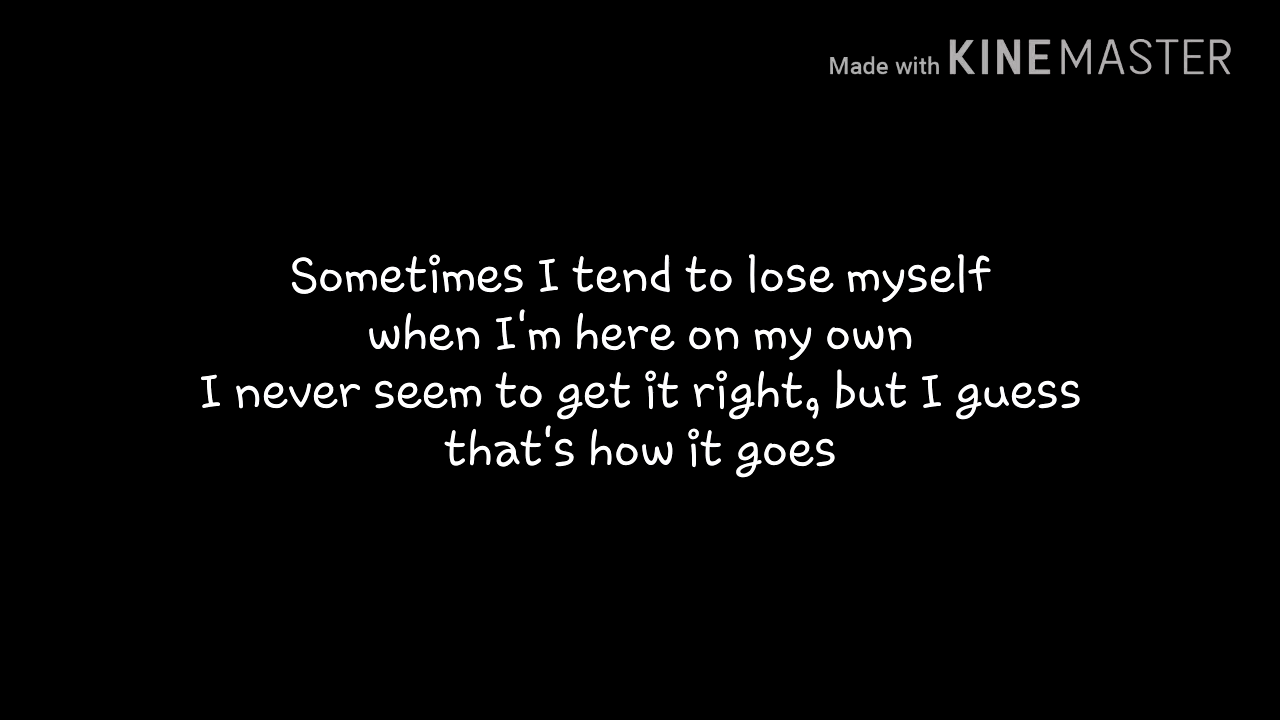 Made with KINEMASTER
Sometimes I tend to lose myself
when I'm here on my own
I never seem to get it right, but I guess
that's how it goes